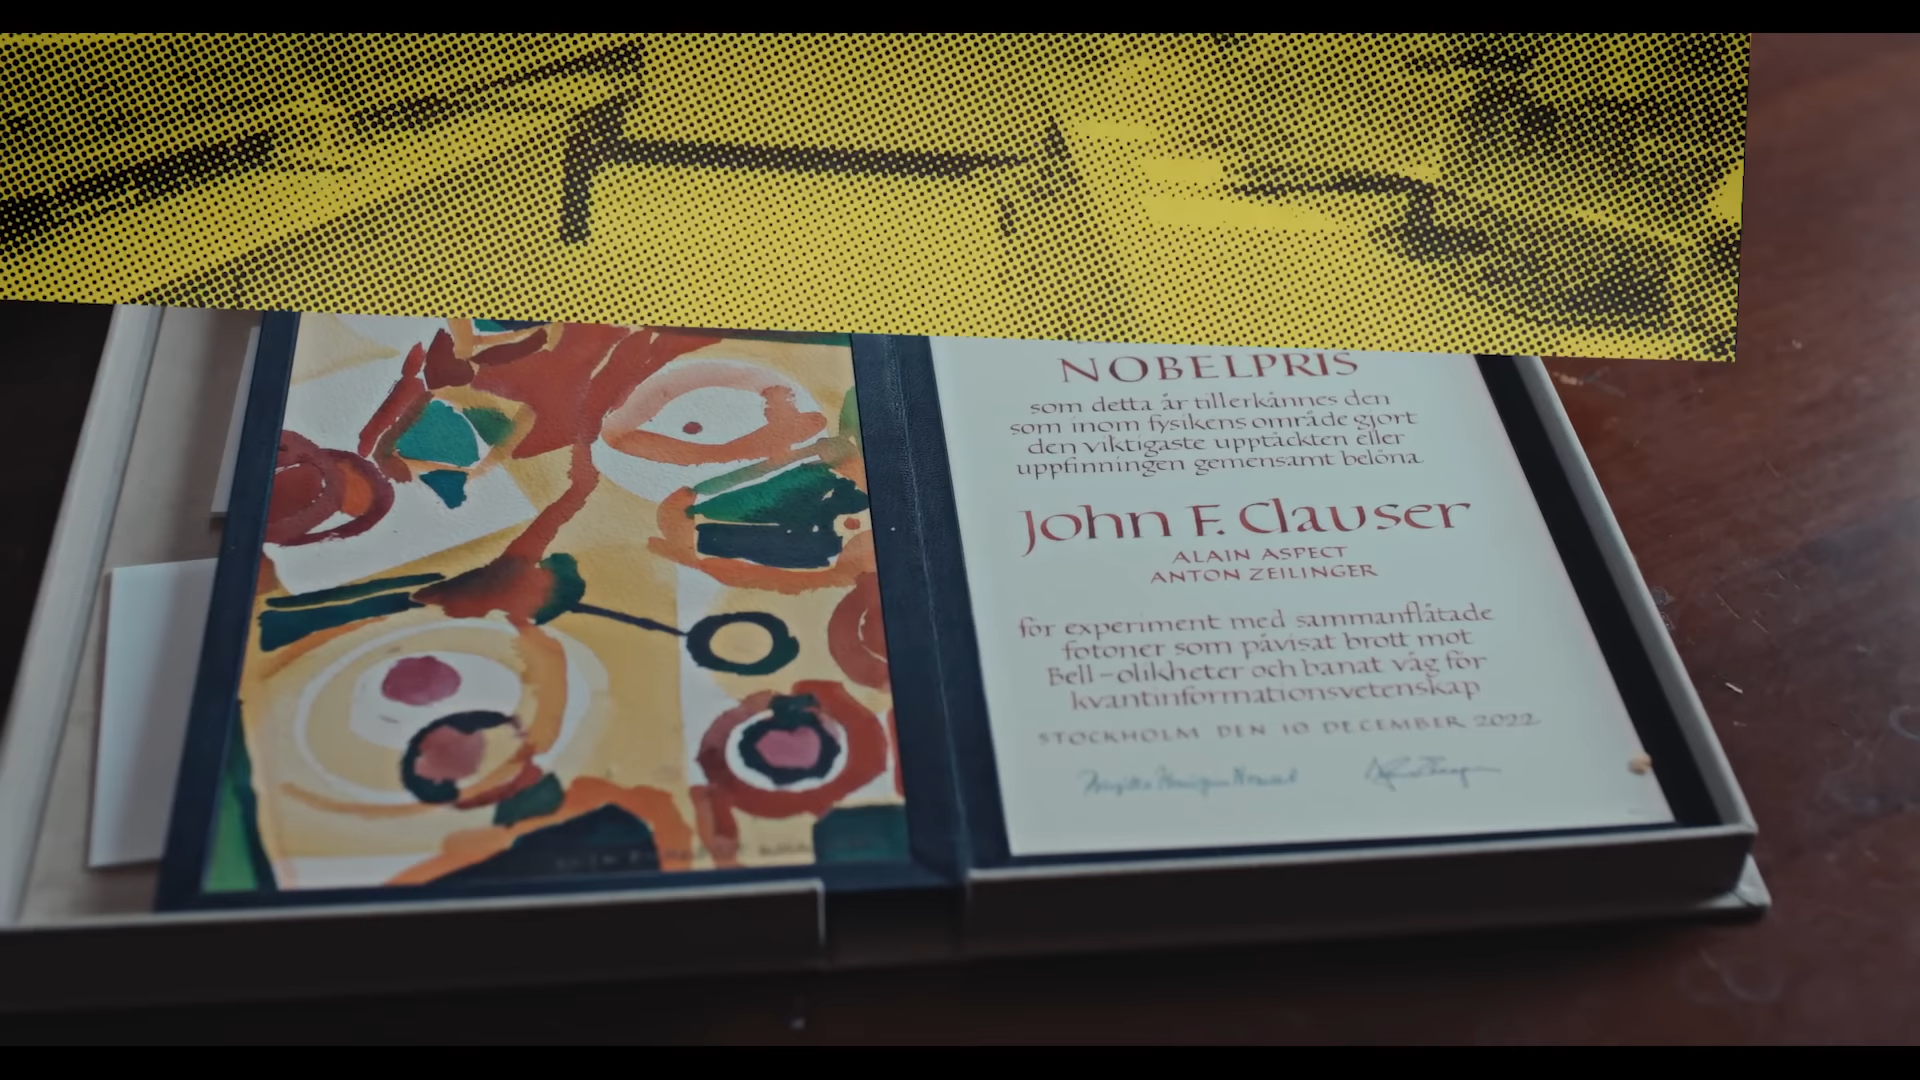 NOBELPRIS
som detta år tillerkännes den
som inom fysikens område gjort
den viktigaste upptäckten eller
uppfinningen gemensamt belöna
John F. Clauser
ALAIN ASPECT
ANTON ZEILINGER
för experiment med sammanflätade
fotoner som påvisat brott mot
Bell-olikheter och banat väg för
kvantinformationsvetenskap
STOCKHOLM DEN 10 DECEMBER 2022